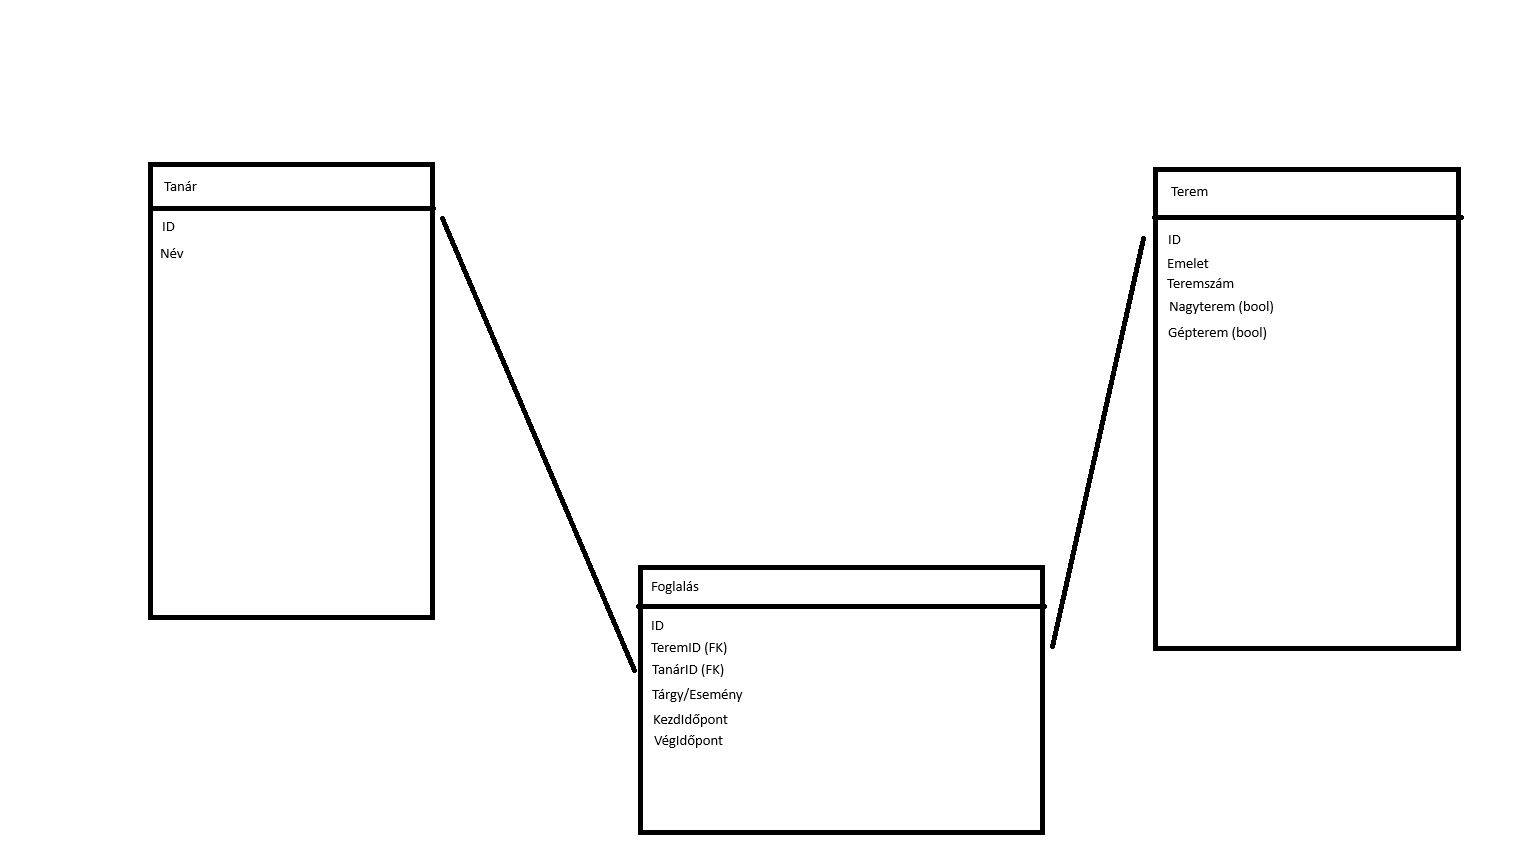 Tanár
ID
Név
Terem
ID
Emelet
Teremszám
Nagyterem (bool)
Gépterem (bool)
Foglalás
ID
TeremID (FK)
TanárID (FK)
Tárgy/Esemény
KezdIdőpont
VégIdőpont